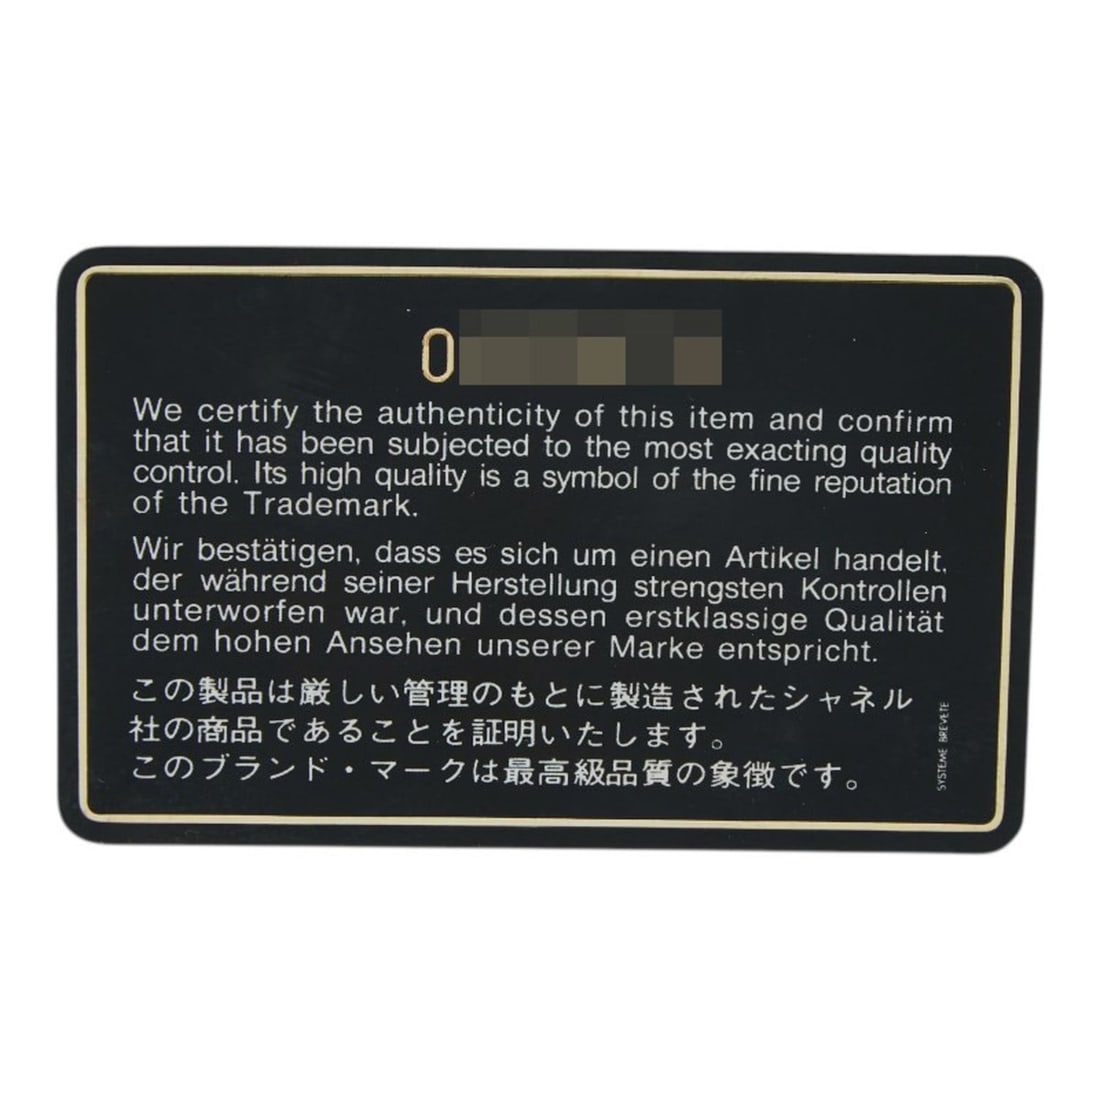 0
We certify the authenticity of this item and confirm
that it has been subjected to the most exacting quality
control. Its high quality is a symbol of the fine reputation
of the Trademark.
Wir bestätigen, dass es sich um einen Artikel handelt,
der während seiner Herstellung strengsten Kontrollen
unterworfen war, und dessen erstklassige Qualität
dem hohen Ansehen unserer Marke entspricht.
この製品は厳しい管理のもとに製造されたシャネル
社の商品であることを証明いたします。
このブランド・マークは最高級品質の象徴です。
SYSTEME BREVETE